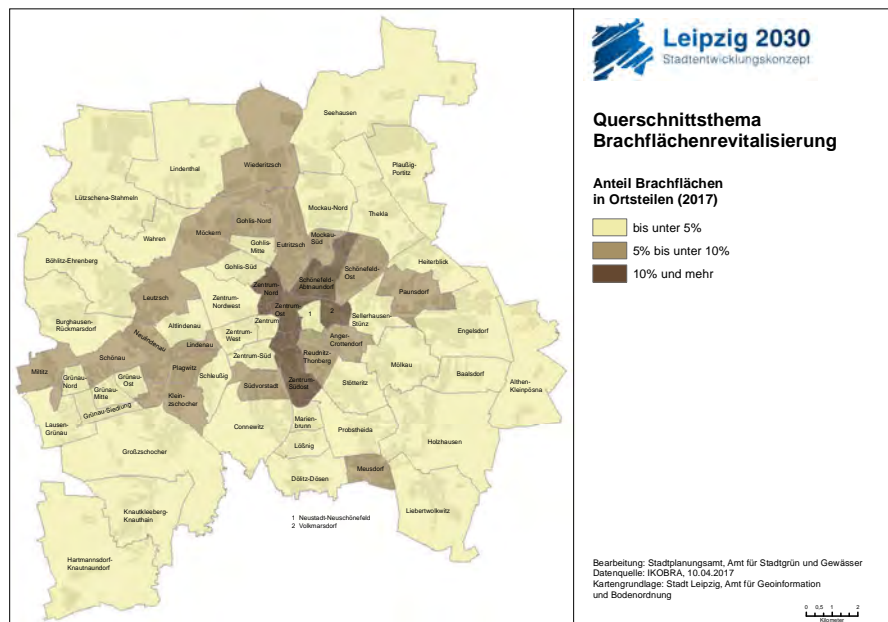 Leipzig 2030
Stadtentwicklungskonzept
Querschnittsthema
Brachflächenrevitalisierung
Anteil Brachflächen
in Ortsteilen (2017)
bis unter 5%
5% bis unter 10%
10% und mehr
Seehausen
Wiederitzsch
Lindenthal
Plaußig-
Portitz
Lützschena-Stahmeln
Mockau-Nord
Thekla
Gohlis-Nord
Möckern
Mockau-
Süd
Wahren
Gohlis-
Mitte
Eutritzsch
Böhlitz-Ehrenberg
Gohlis-Süd
Heiterblick
Schönefeld-
Ost
Schönefeld-
Abtnaundorf
Zentrum-
Nord
Paunsdorf
Leutzsch
Zentrum-
Nordwest
Zentrum-
Ost
1
2
Burghausen-
Rückmarsdorf
Altlindenau
Zentrum
Sellerhausen-
Stünz
Engelsdorf
Neulindenau
Lindenau
Zentrum-
West
Anger-
Crottendorf
Schönau
Zentrum-Süd
Reudnitz-
Thonberg
Mölkau
Miltitz
Plagwitz
Schleußig
Baalsdorf
Grünau-
Nord
Grünau-
Ost
Grünau-
Mitte
Südvorstadt
Zentrum-
Südost
Stötteritz
Althen-
Kleinpösna
Klein-
zschocher
Grünau-Siedlung
Lausen-
Grünau
Connewitz
Marien-
brunn
Probstheida
Lößnig
Holzhausen
Großzschocher
Meusdorf
Dölitz-Dösen
Liebertwolkwitz
Knautkleeberg-
Knauthain
1 Neustadt-Neuschönefeld
2 Volkmarsdorf
Hartmannsdorf-
Knautnaundorf
Bearbeitung: Stadtplanungsamt, Amt für Stadtgrün und Gewässer
Datenquelle: IKOBRA, 10.04.2017
Kartengrundlage: Stadt Leipzig, Amt für Geoinformation
und Bodenordnung
0 0,5 1 2
Kilometer